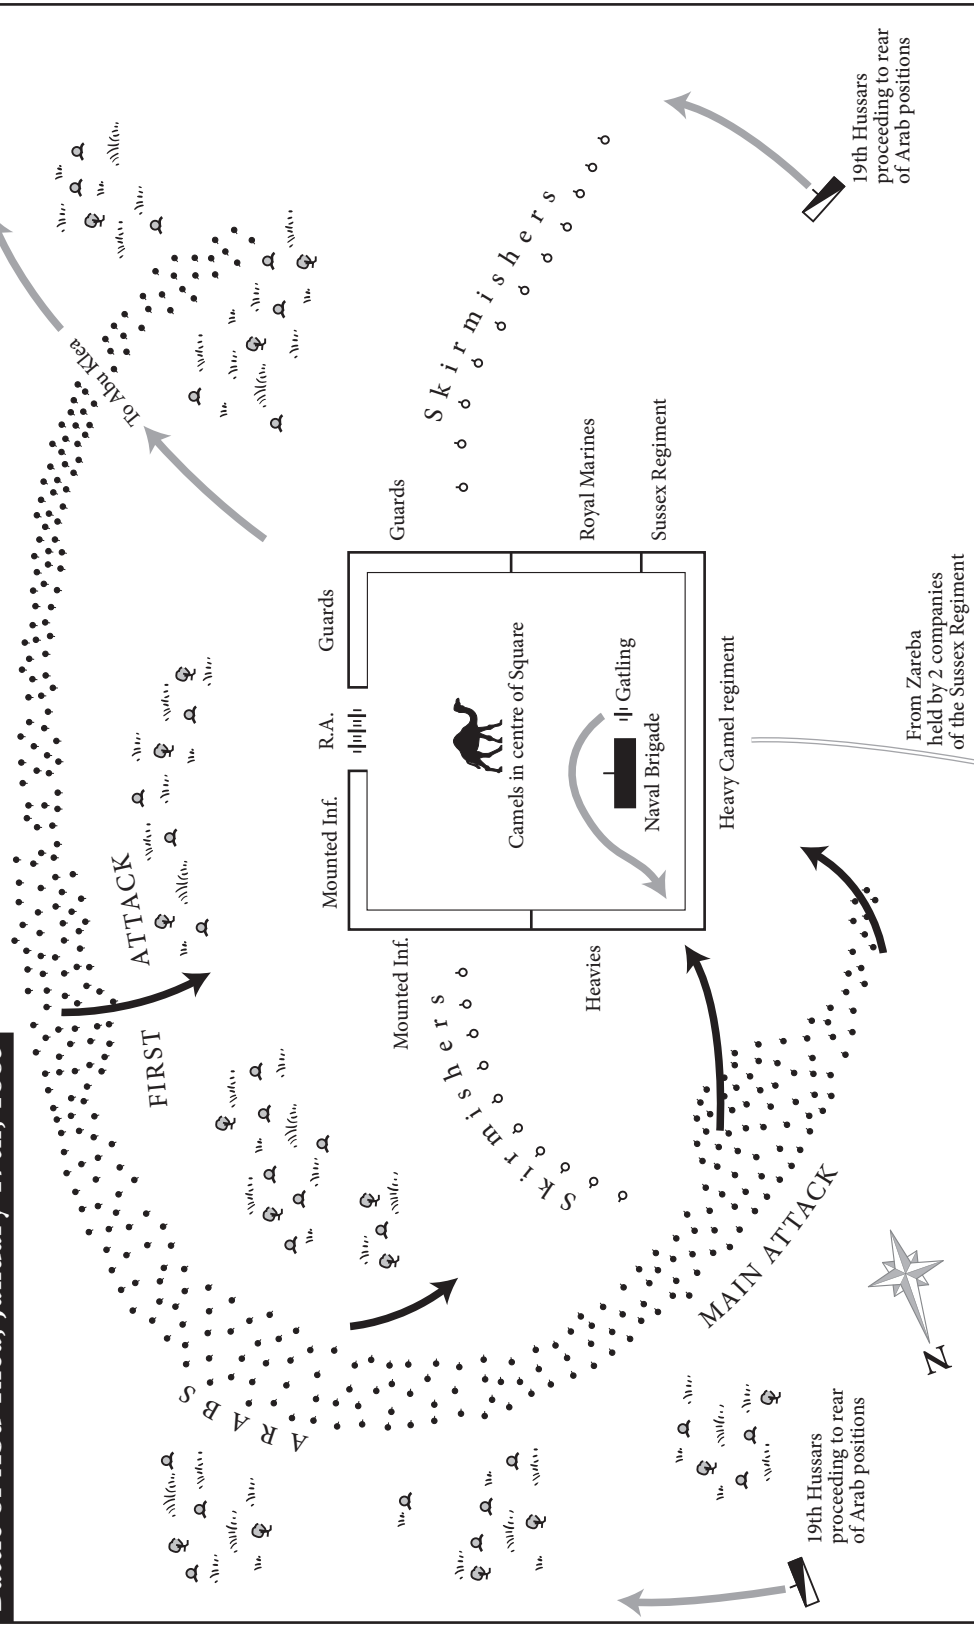 To Abu Klea
FIRST ATTACK
ARABS
Mounted Inf.
R.A.
Guards
Mounted Inf.
Guards
Skirmishers
Skirmishers
Camels in centre of Square
Heavies
Royal Marines
Gatling
Naval Brigade
Sussex Regiment
Heavy Camel regiment
MAIN ATTACK
19th Hussars
proceeding to rear
of Arab positions
19th Hussars
proceeding to rear
of Arab positions
N
From Zareba
held by 2 companies
of the Sussex Regiment